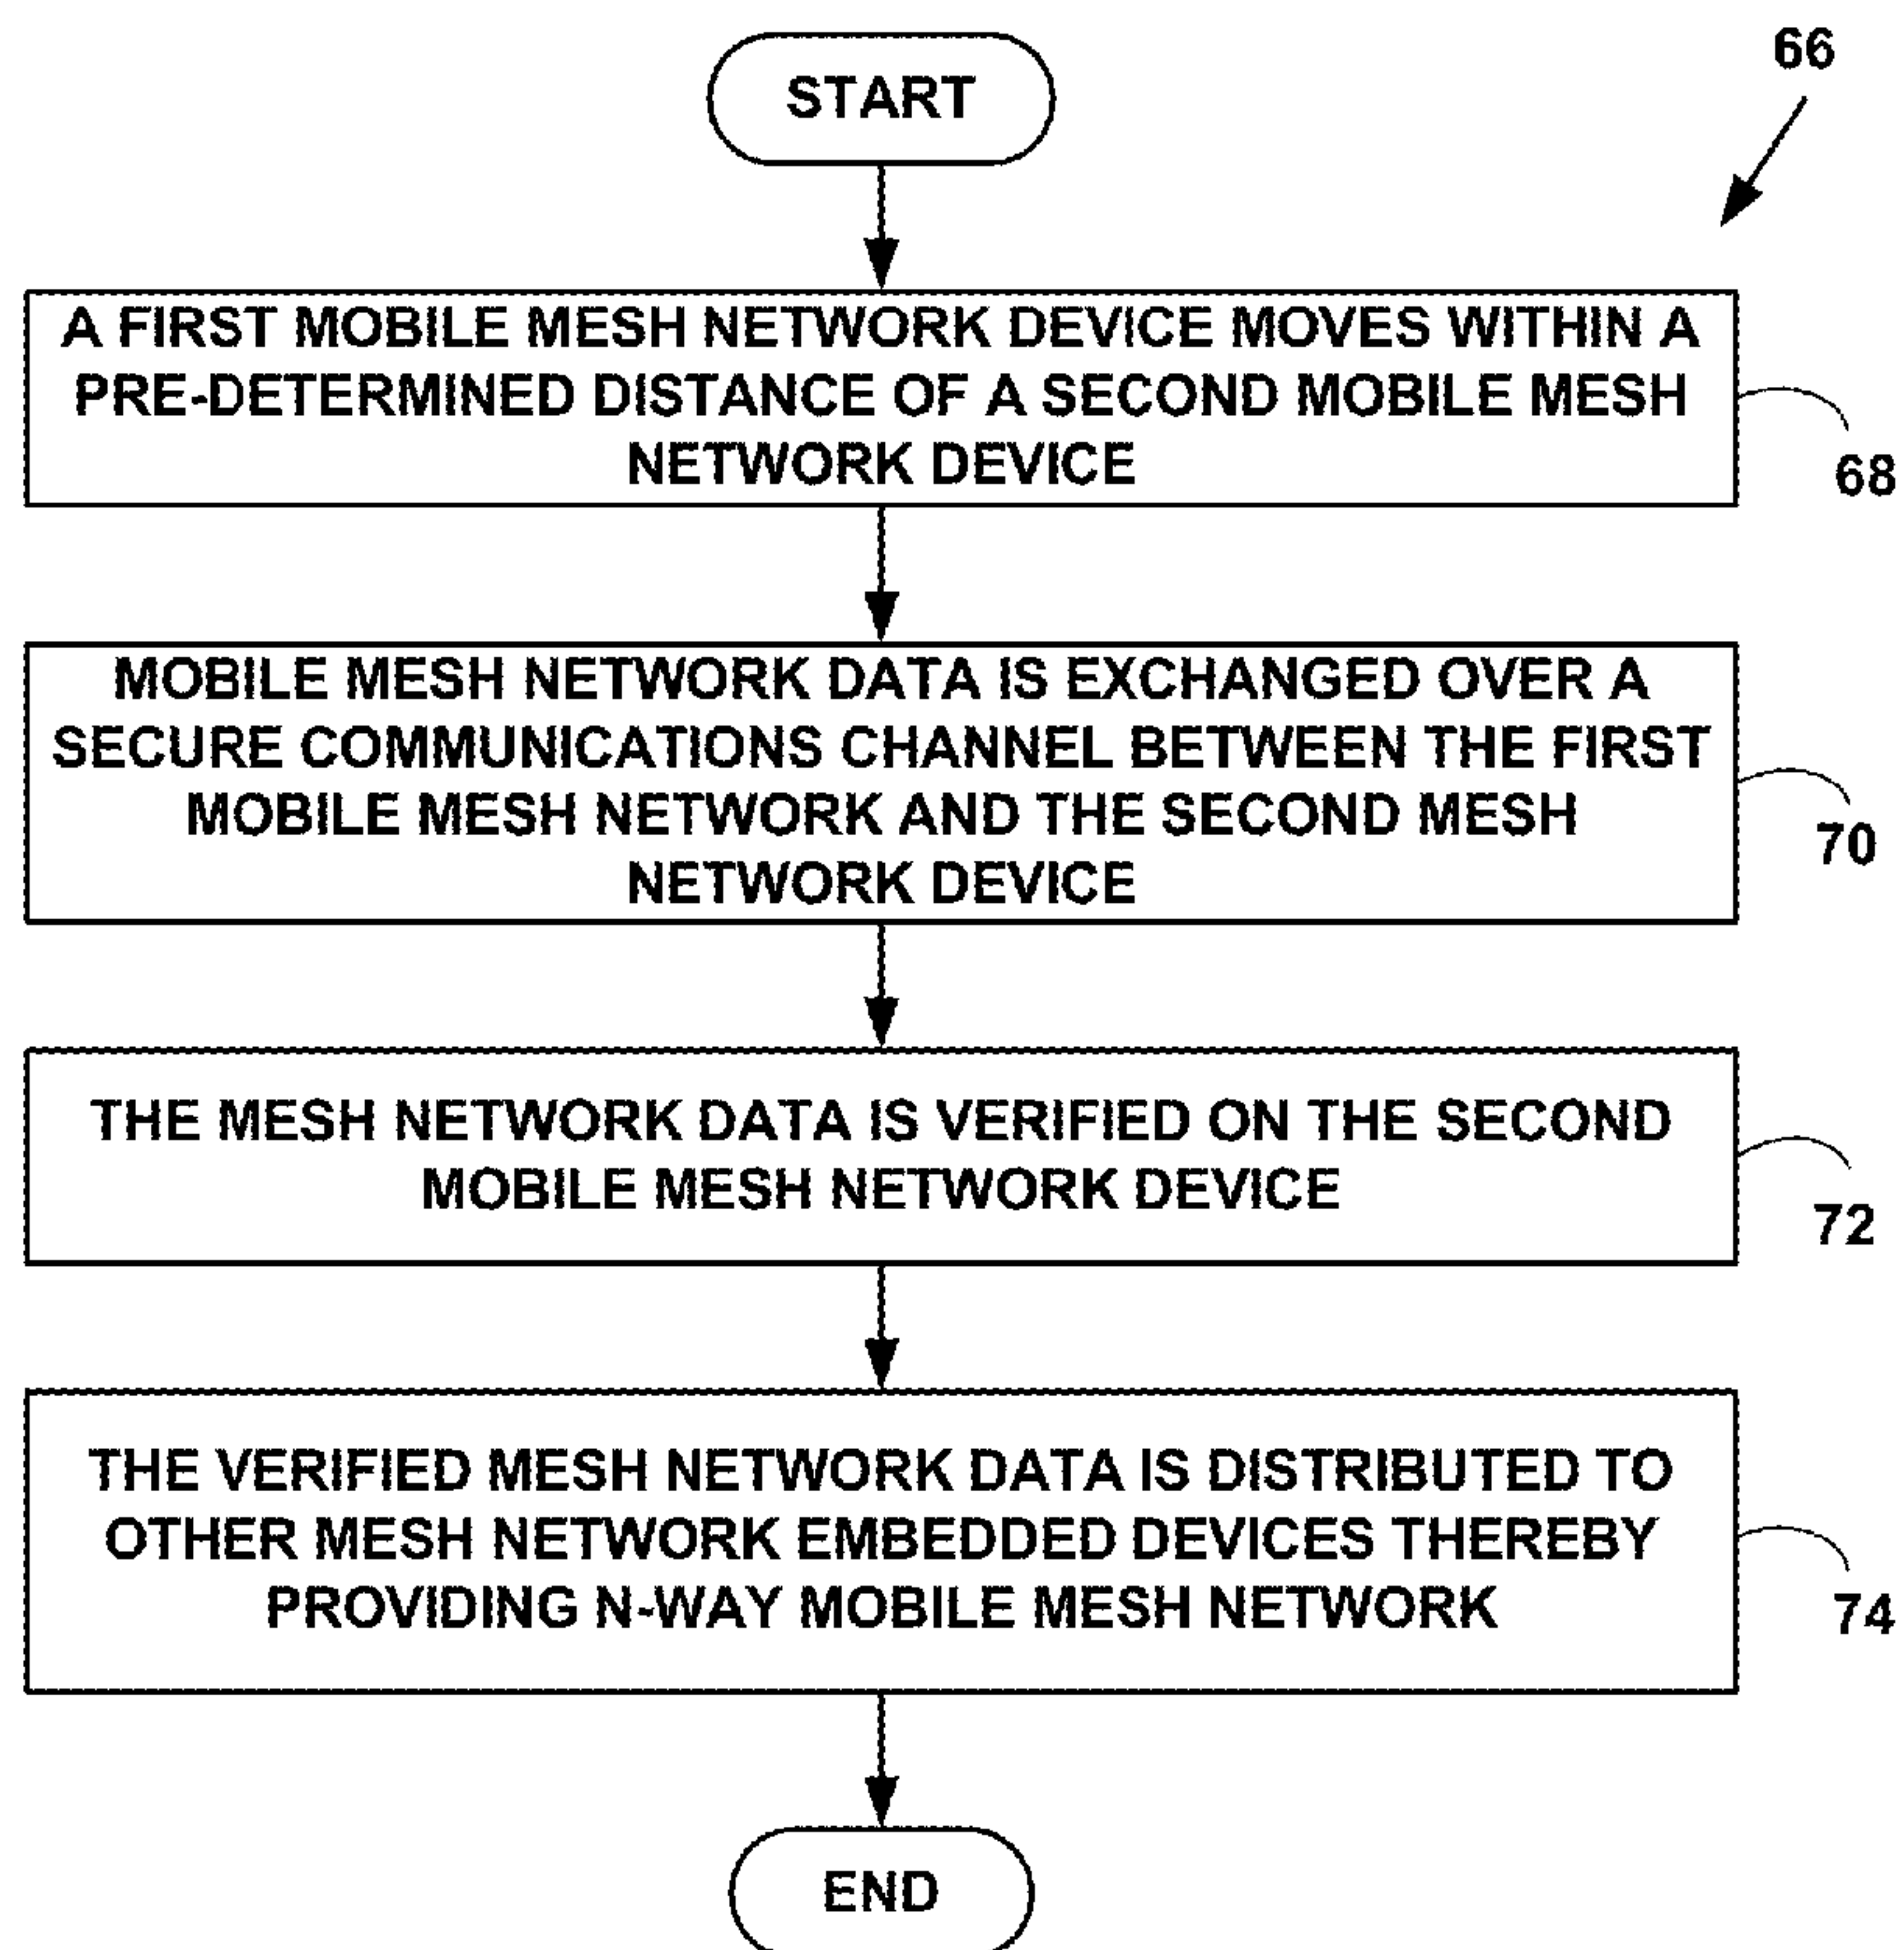 START
66
A FIRST MOBILE MESH NETWORK DEVICE MOVES WITHIN A
PRE-DETERMINED DISTANCE OF A SECOND MOBILE MESH
NETWORK DEVICE
68
MOBILE MESH NETWORK DATA IS EXCHANGED OVER A
SECURE COMMUNICATIONS CHANNEL BETWEEN THE FIRST
MOBILE MESH NETWORK AND THE SECOND MESH
NETWORK DEVICE
70
THE MESH NETWORK DATA IS VERIFIED ON THE SECOND
MOBILE MESH NETWORK DEVICE
72
THE VERIFIED MESH NETWORK DATA IS DISTRIBUTED TO
OTHER MESH NETWORK EMBEDDED DEVICES THEREBY
PROVIDING N-WAY MOBILE MESH NETWORK
74
END